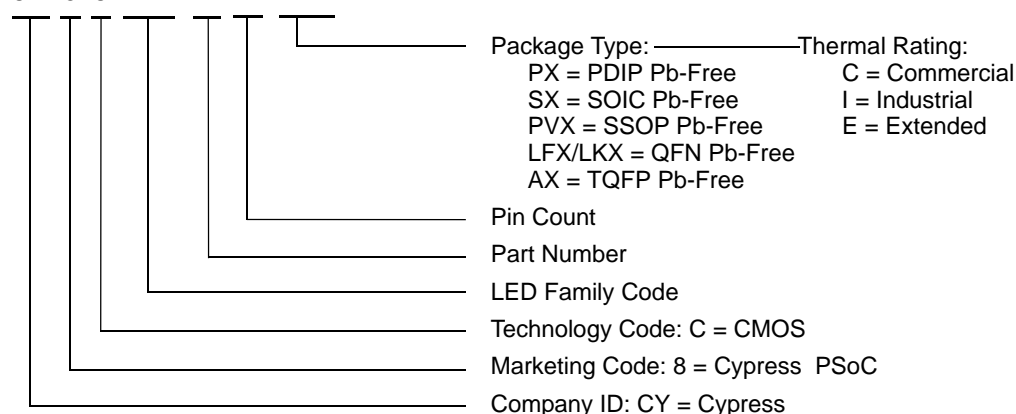 Package Type: Thermal Rating:
PX = PDIP Pb-Free C = Commercial
SX = SOIC Pb-Free I = Industrial
PVX = SSOP Pb-Free E = Extended
LFX/LKX = QFN Pb-Free
AX = TQFP Pb-Free
Pin Count
Part Number
LED Family Code
Technology Code: C = CMOS
Marketing Code: 8 = Cypress PSoC
Company ID: CY = Cypress